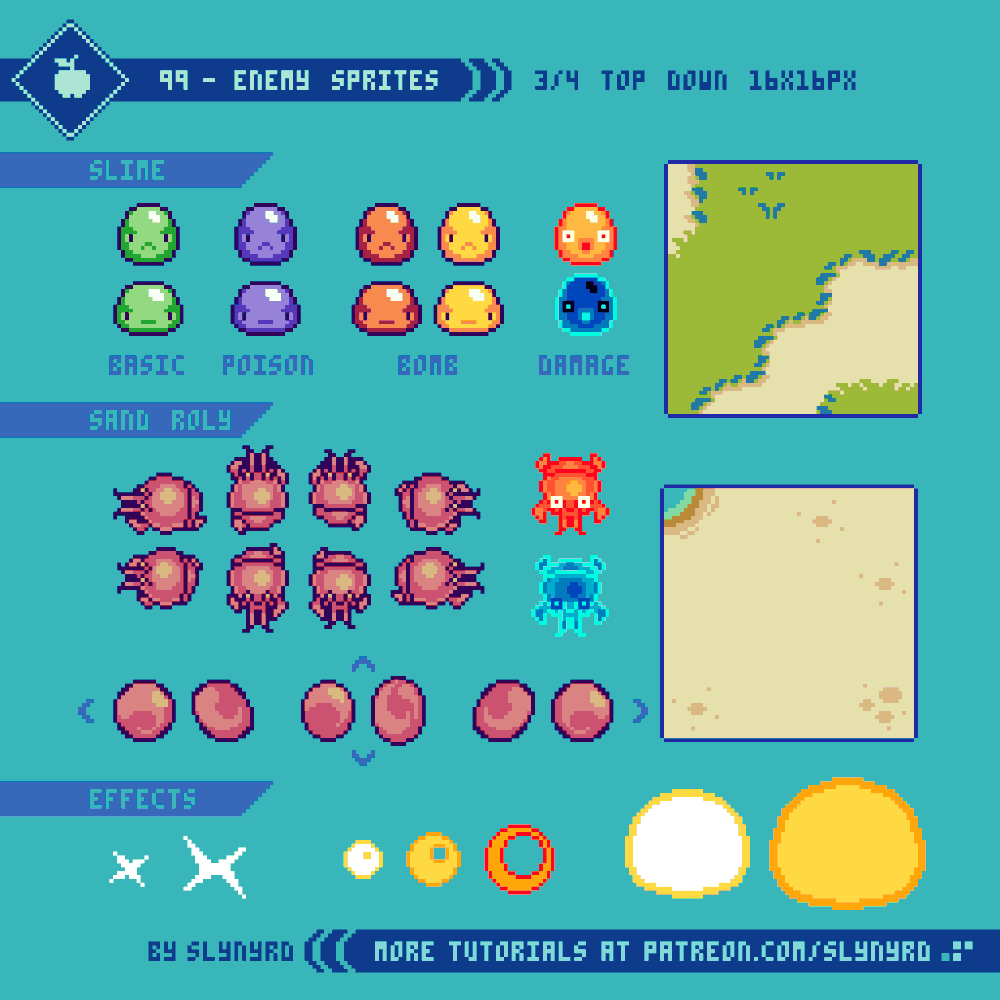 99 - ENEMY SPRITES
3/4 TOP DOWN 16X16PX
SLIME
BASIC POISON BOMB DAMAGE
SAND ROLY
EFFECTS
BY SLYNYRD
MORE TUTORIALS AT PATREON.COM/SLYNYRD